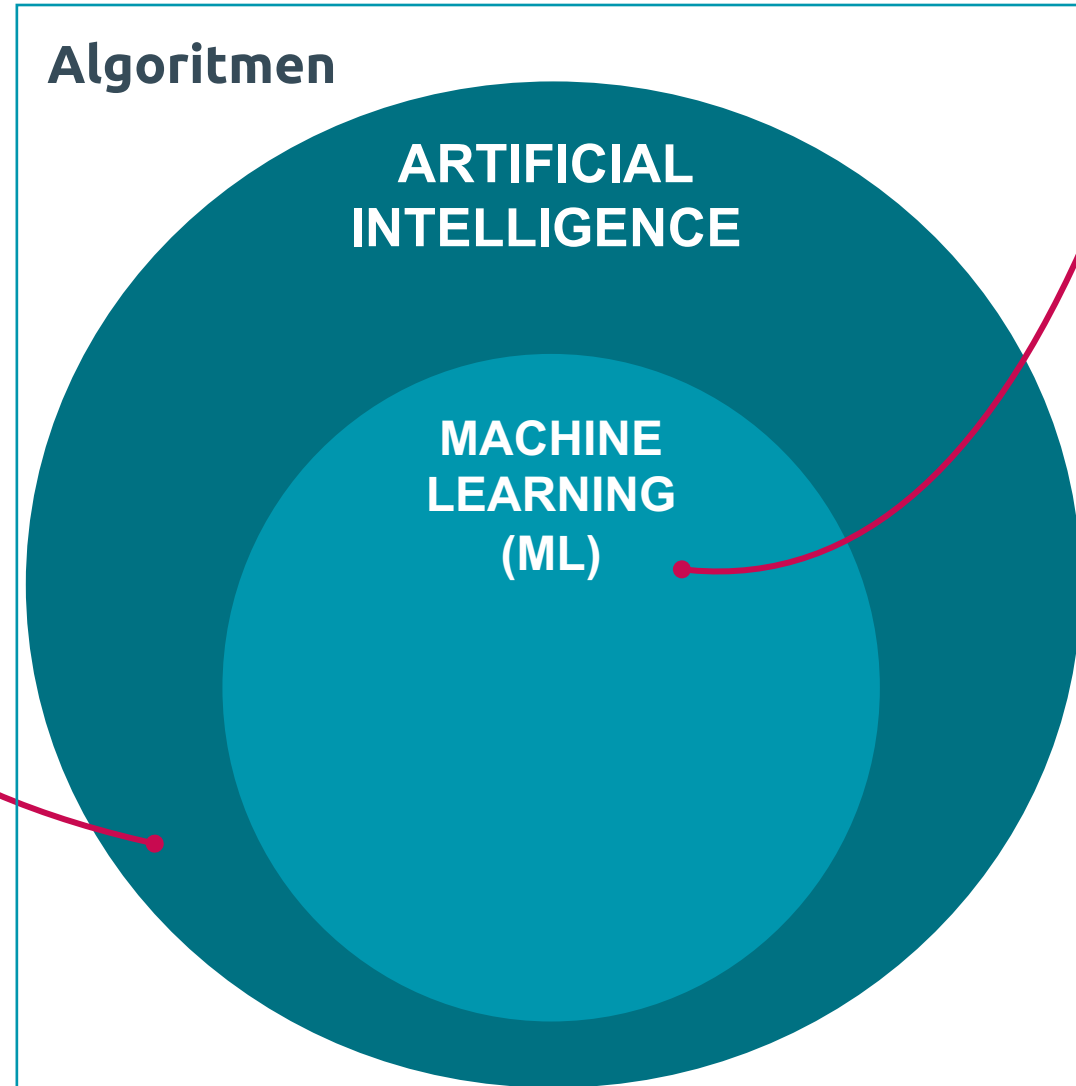 Algoritmen
ARTIFICIAL
INTELLIGENCE
MACHINE
LEARNING
(ML)